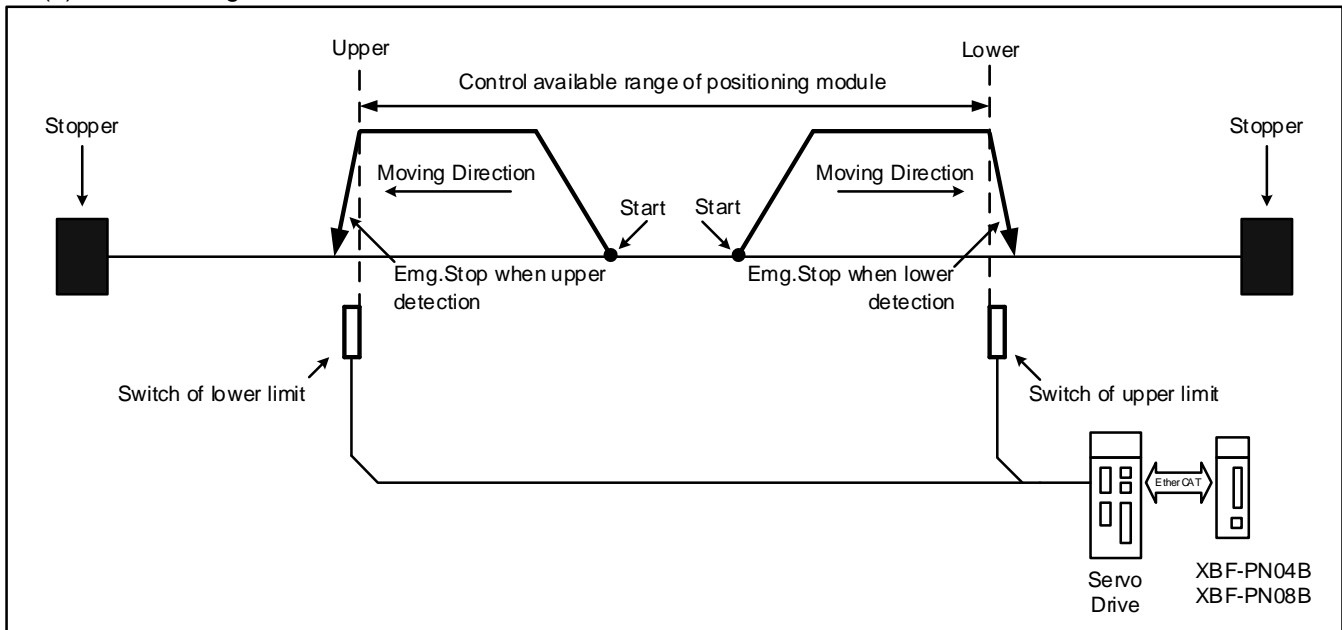 Upper
Lower
Control available range of positioning module
Stopper
Stopper
Moving Direction
Moving Direction
Start
Start
Emg.Stop when upper
detection
Emg.Stop when lower
detection
Switch of lower limit
Switch of upper limit
EtherCAT
Servo
Drive
XBF-PN04B
XBF-PN08B